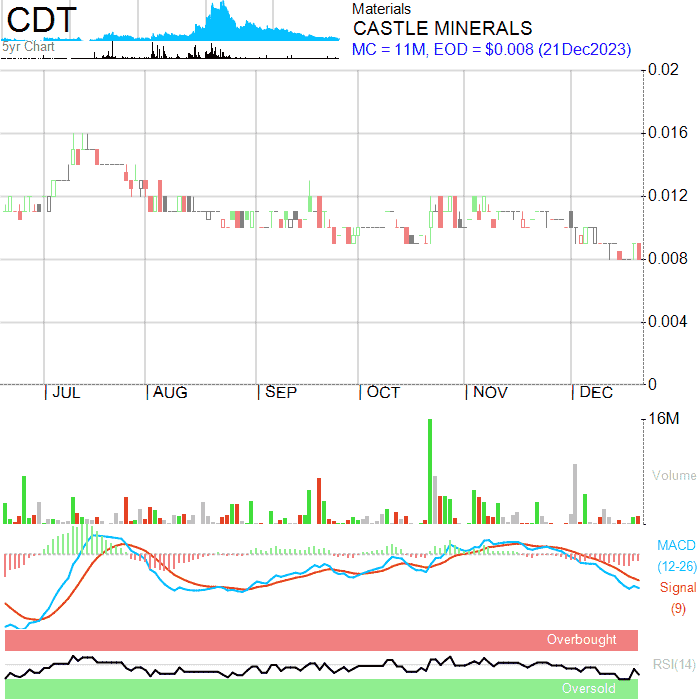 CDT
5yr Chart
Materials
CASTLE MINERALS
MC = 11M, EOD = $0.008 (21Dec2023)
0.02
0.016
0.012
0.008
0.004
0
JUL AUG SEP OCT NOV DEC
16M
Volume
MACD
(12-26)
Signal
(9)
Overbought
RSI(14)
Oversold